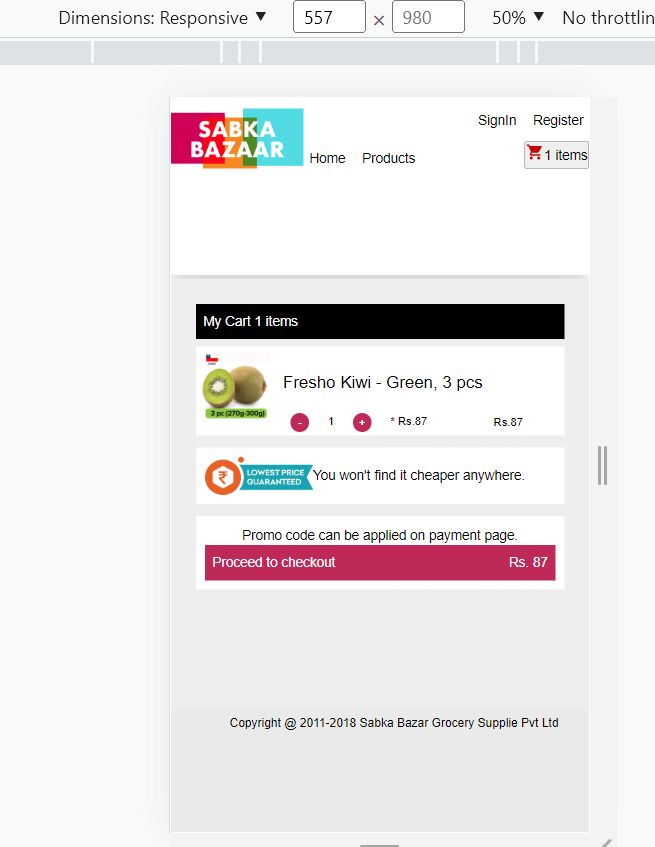 Dimensions: Responsive ▼ 557 × 980 50% ▼ No throttlin
SignIn Register
SABKA
BAZAAR
Home Products
1 items
My Cart 1 items
Fresho Kiwi - Green, 3 pcs
3 pc (270g-300g)
- 1 + * Rs.87 Rs.87
LOWEST PRICE
GUARANTEED
You won't find it cheaper anywhere.
Promo code can be applied on payment page.
Proceed to checkout Rs. 87
Copyright @ 2011-2018 Sabka Bazar Grocery Supplie Pvt Ltd